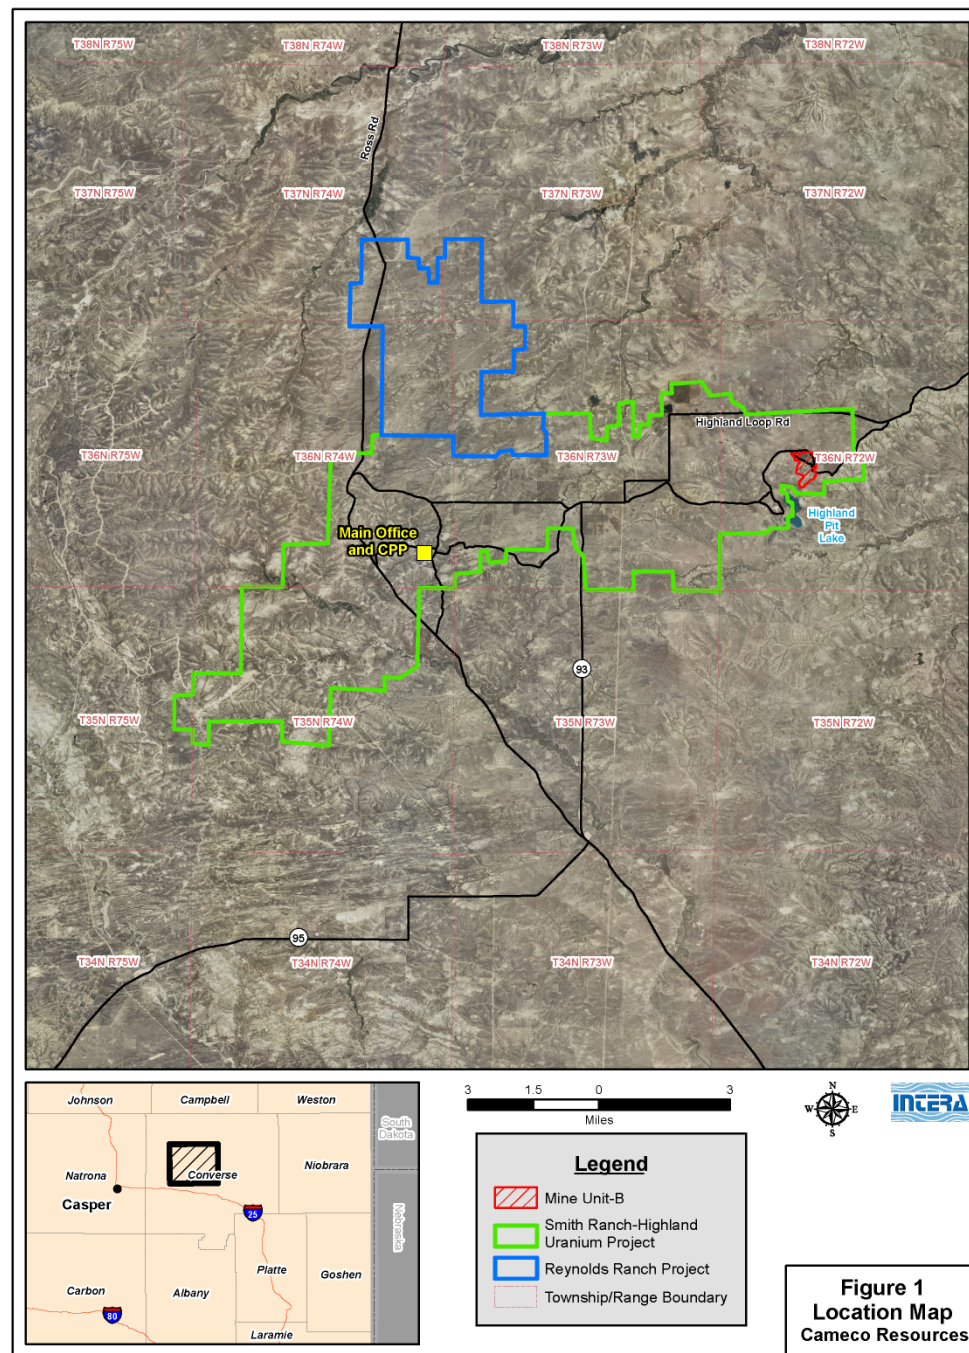 T38N R75W
T38N R74W
T38N R73W
T38N R72W
Ross Rd
T37N R75W
T37N R74W
T37N R73W
T37N R72W
Highland Loop Rd
T36N R75W
T36N R74W
T36N R73W
T36N R72W
Highland
Pit
Lake
Main Office
and CPP
93
T35N R75W
T35N R74W
T35N R73W
T35N R72W
95
T34N R75W
T34N R74W
T34N R73W
T34N R72W
Johnson
Campbell
Weston
South
Dakota
Natrona
Converse
Niobrara
Casper
25
Nebraska
Platte
Goshen
Carbon
Albany
80
Laramie
3
1.5
0
3
Miles
N
W
E
S
INTERA
Legend
Mine Unit-B
Smith Ranch-Highland
Uranium Project
Reynolds Ranch Project
Township/Range Boundary
Figure 1
Location Map
Cameco Resources